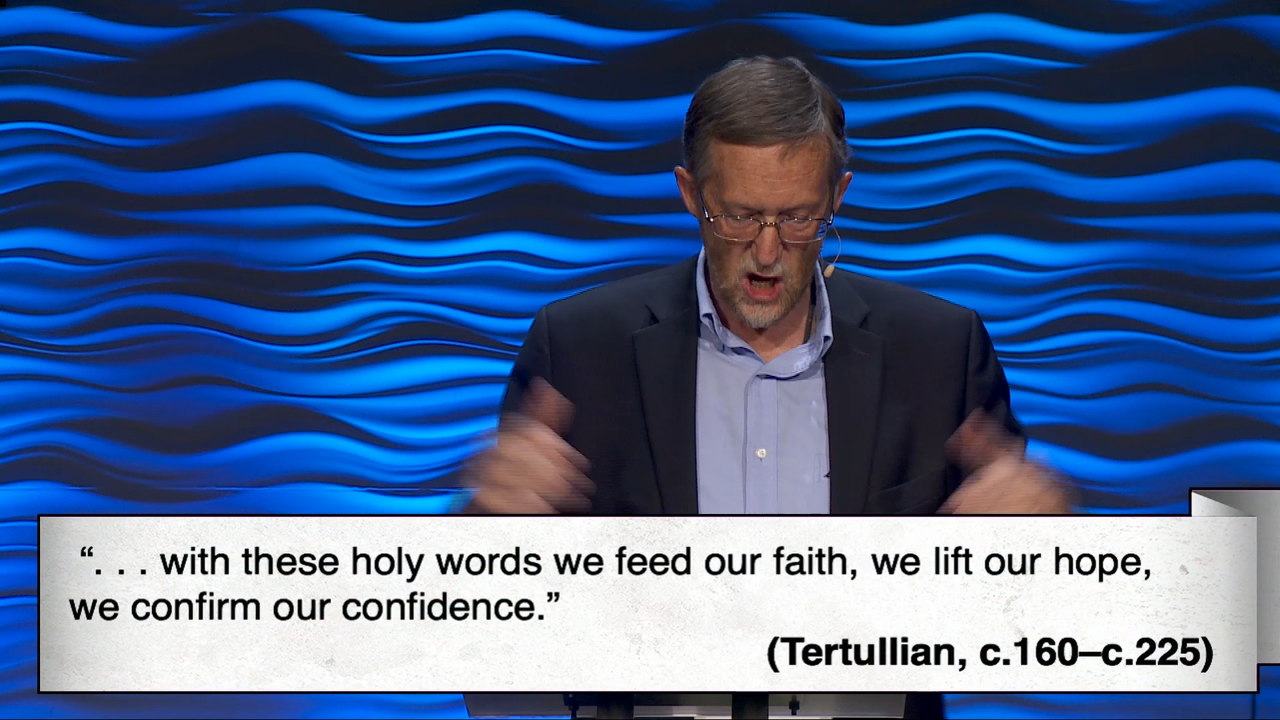 “. . . with these holy words we feed our faith, we lift our hope,
we confirm our confidence.”
(Tertullian, c.160–c.225)